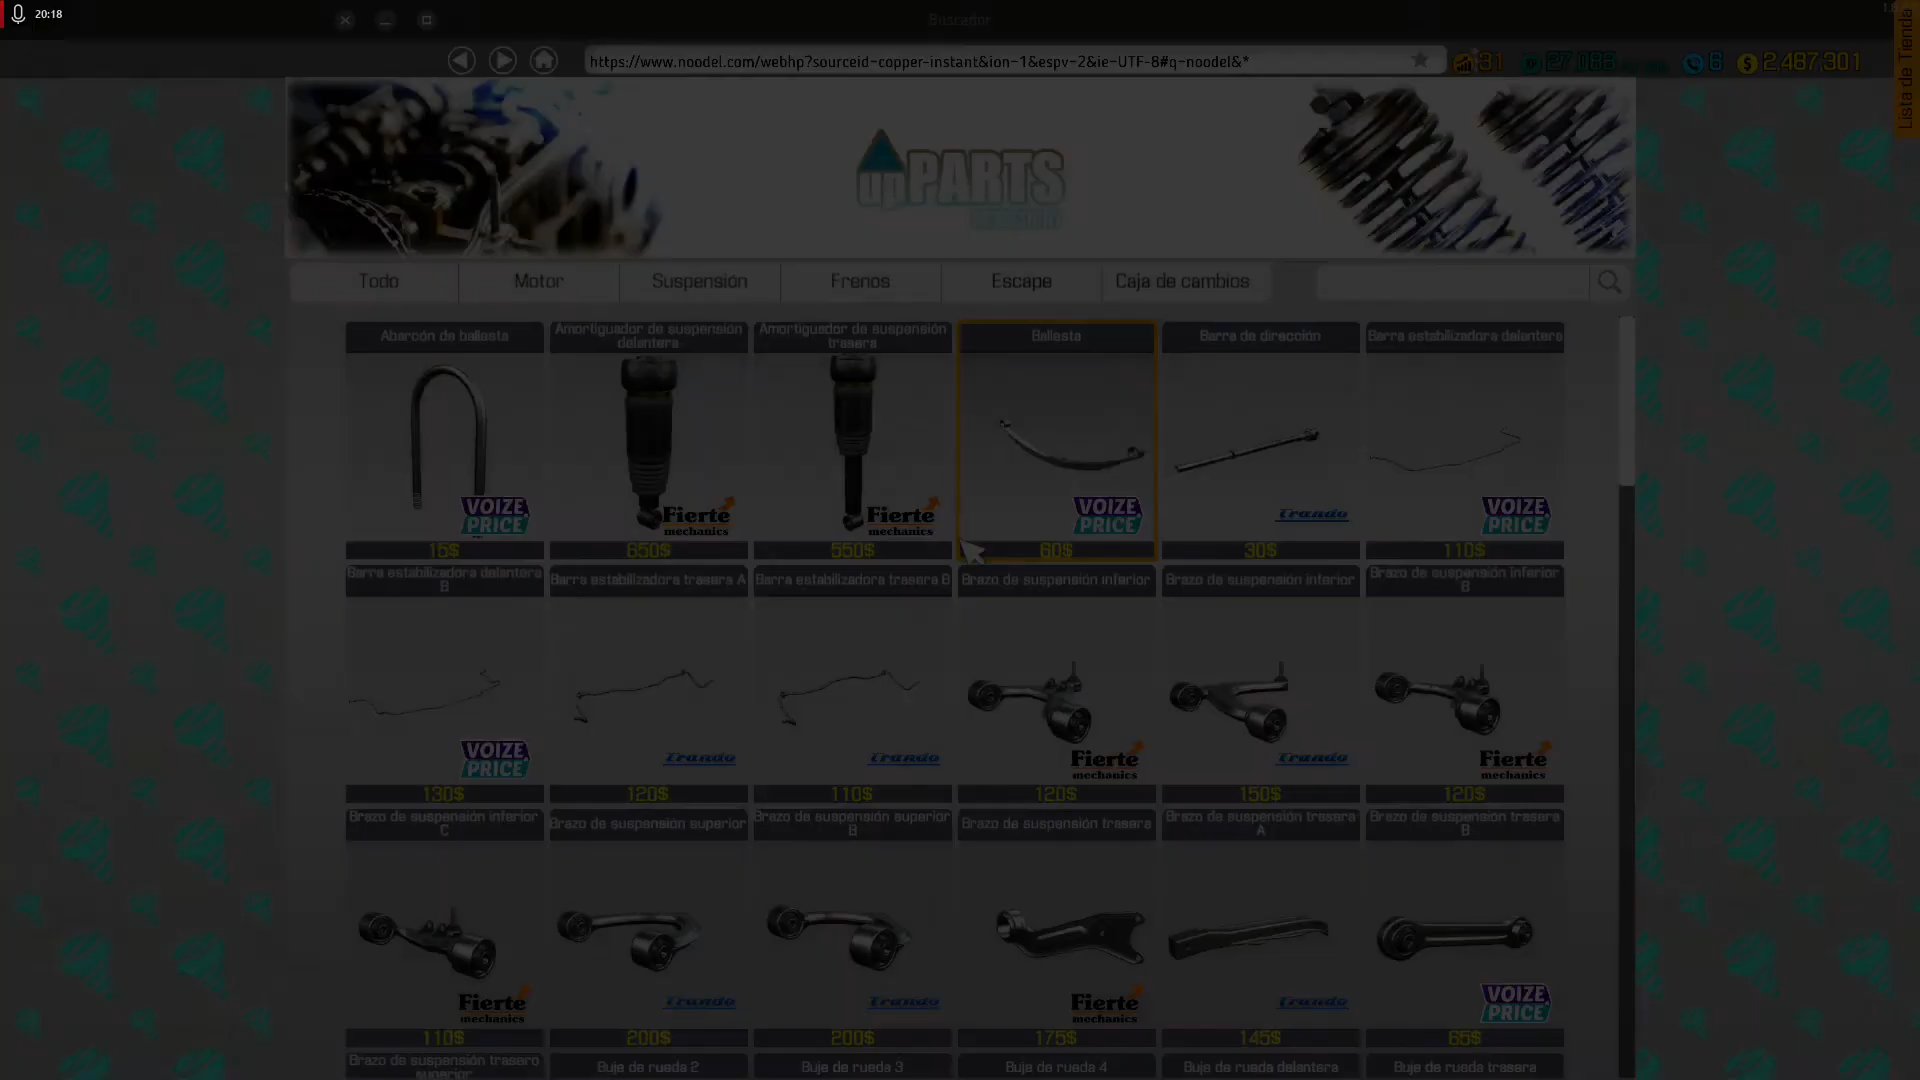 20:18
Buscador
https://www.noodel.com/webhp?sourceid-copper-instant&ion-1&espv-2&ie-UTF-8#q-noodel&*
31
27,083
6
2,487,301
Lista de Tienda
upPARTS
Todo
Motor
Suspensión
Frenos
Escape
Caja de cambios
Abarcón de ballesta
Amortiguador de suspensión
delantera
Amortiguador de suspensión
trasera
Ballesta
Barra de dirección
Barra estabilizadora delantera
VOIZE
PRICE
Fierte
mechanics
Fierte
mechanics
VOIZE
PRICE
Trando
VOIZE
PRICE
15$
650$
550$
60$
30$
110$
Barra estabilizadora delantera
B
Barra estabilizadora trasera A
Barra estabilizadora trasera B
Brazo de suspensión inferior
Brazo de suspensión inferior
Brazo de suspensión inferior
B
VOIZE
PRICE
Trando
Trando
Fierte
mechanics
Trando
Fierte
mechanics
130$
120$
110$
120$
150$
120$
Brazo de suspensión inferior
C
Brazo de suspensión superior
Brazo de suspensión superior
B
Brazo de suspensión trasera
Brazo de suspensión trasera
A
Brazo de suspensión trasera
B
Fierte
mechanics
Trando
Trando
Fierte
mechanics
Trando
VOIZE
PRICE
110$
200$
200$
175$
145$
65$
Brazo de suspensión trasero
superior
Buje de rueda 2
Buje de rueda 3
Buje de rueda 4
Buje de rueda delantera
Buje de rueda trasera